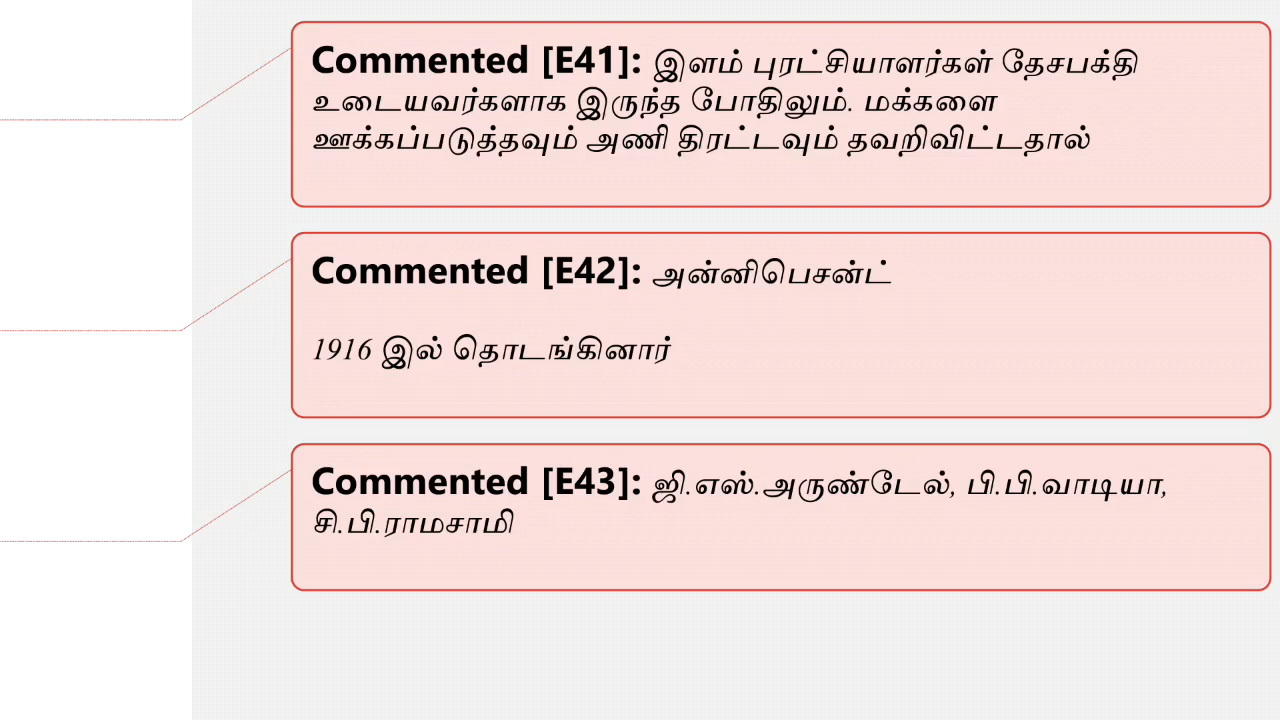 Commented [E41]: இளம் புரட்சியாளர்கள் தேசபக்தி
உடையவர்களாக இருந்த போதிலும். மக்களை
ஊக்கப்படுத்தவும் அணி திரட்டவும் தவறிவிட்டதால்
Commented [E42]: அன்னிபெசன்ட்
1916 இல் தொடங்கினார்
Commented [E43]: ஜி.எஸ்.அருண்டேல், பி.பி.வாடியா,
சி.பி.ராமசாமி